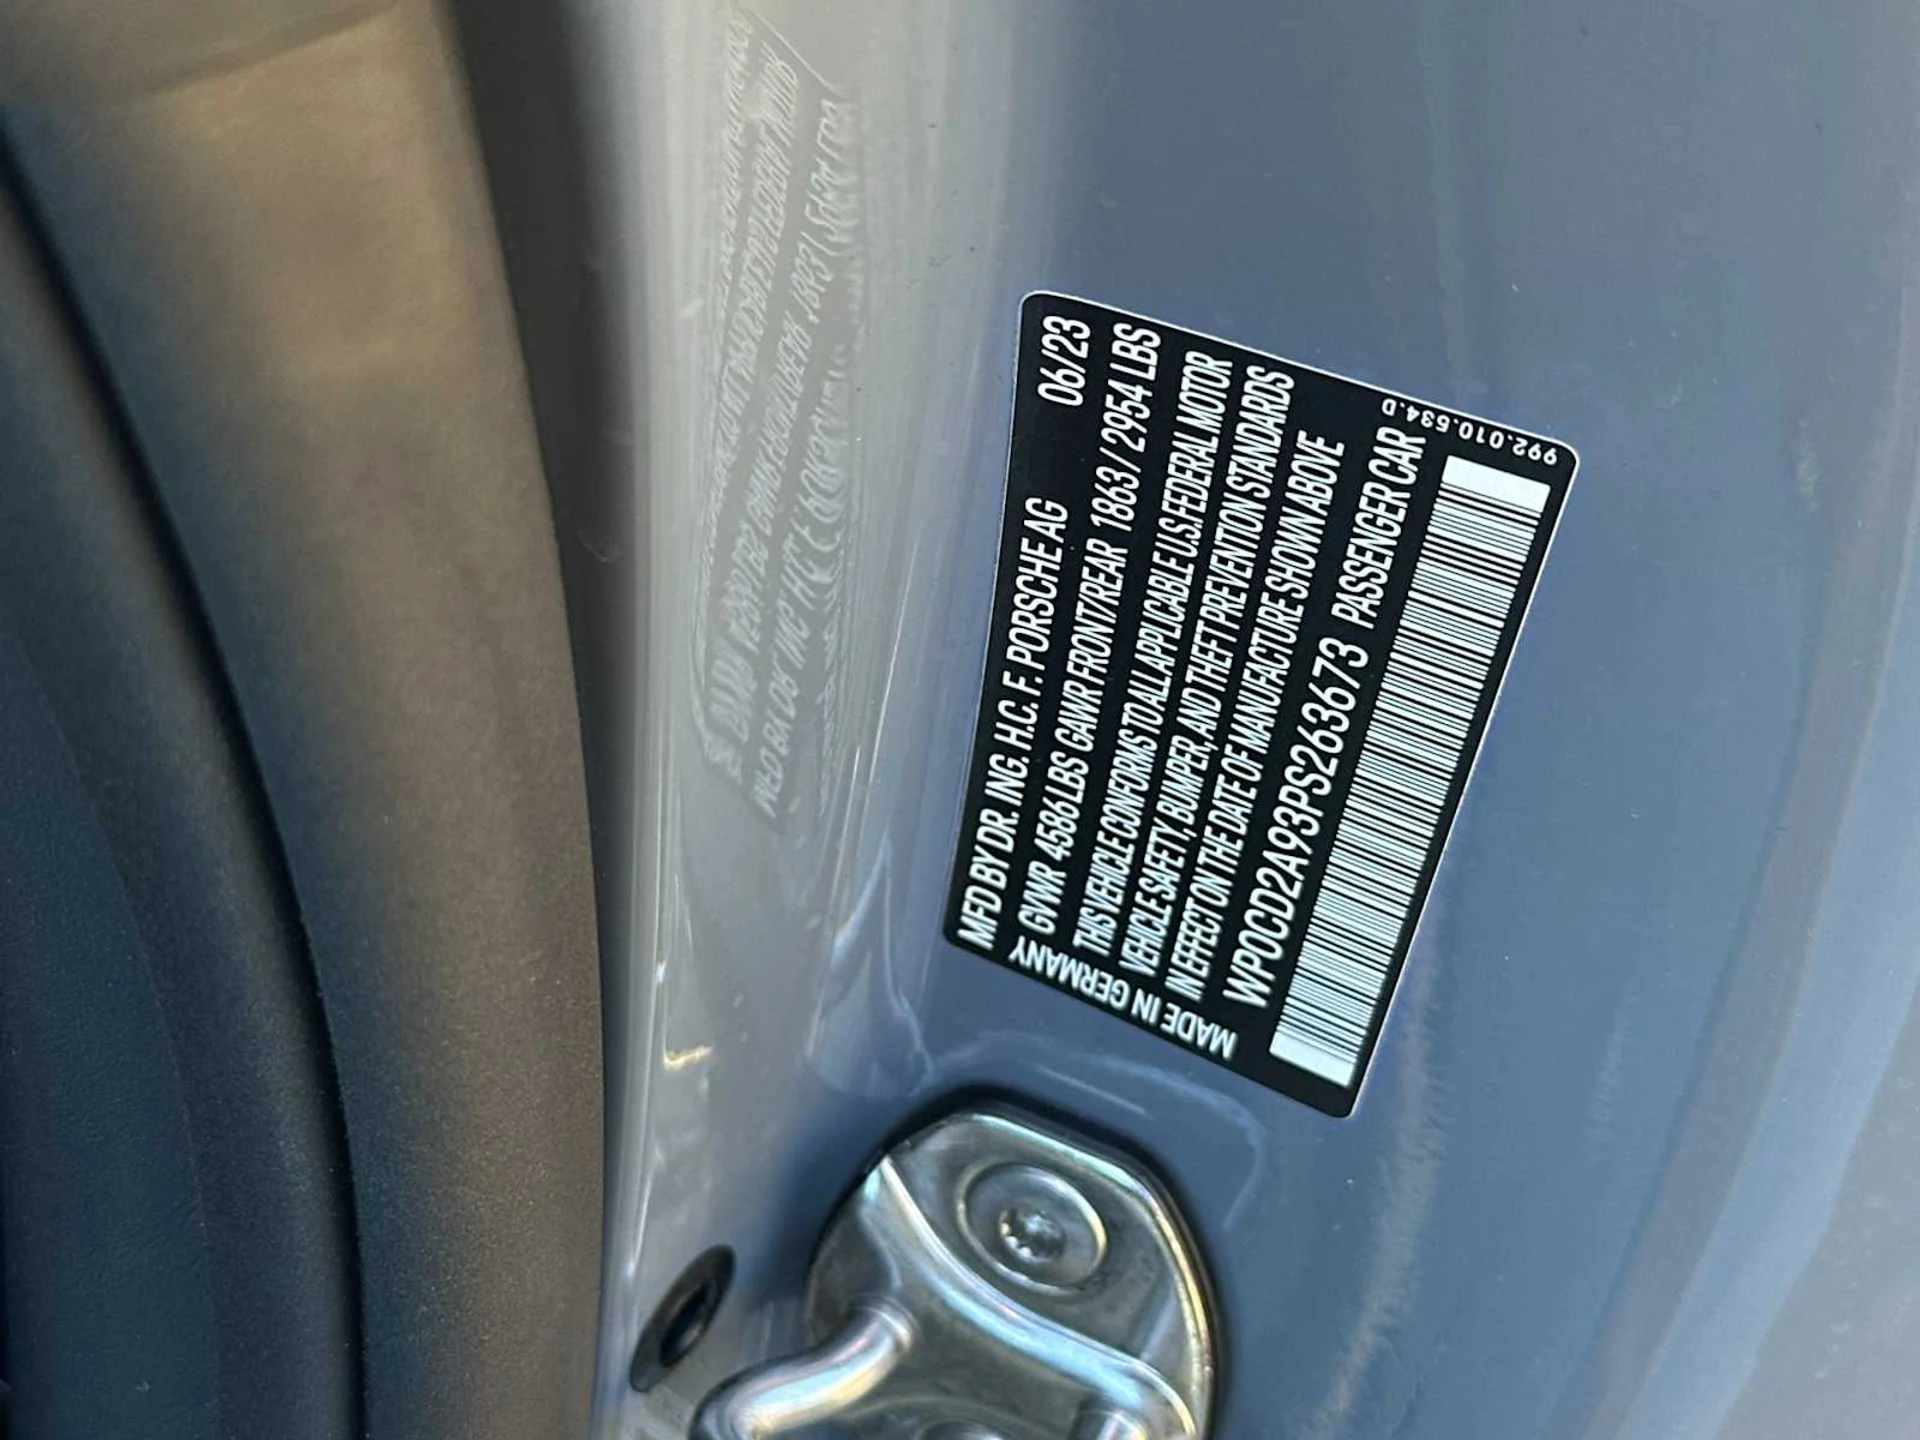 MFD BY DR. ING. H.C. F. PORSCHE AG 06/23
GVWR 4586 LBS GAWR FRONT/REAR 1863 / 2954 LBS
THIS VEHICLE CONFORMS TO ALL APPLICABLE U.S. FEDERAL MOTOR
VEHICLE SAFETY, BUMPER, AND THEFT PREVENTION STANDARDS
IN EFFECT ON THE DATE OF MANUFACTURE SHOWN ABOVE
WP0CD2A93PS263673 PASSENGER CAR
MADE IN GERMANY
992.010.534.D